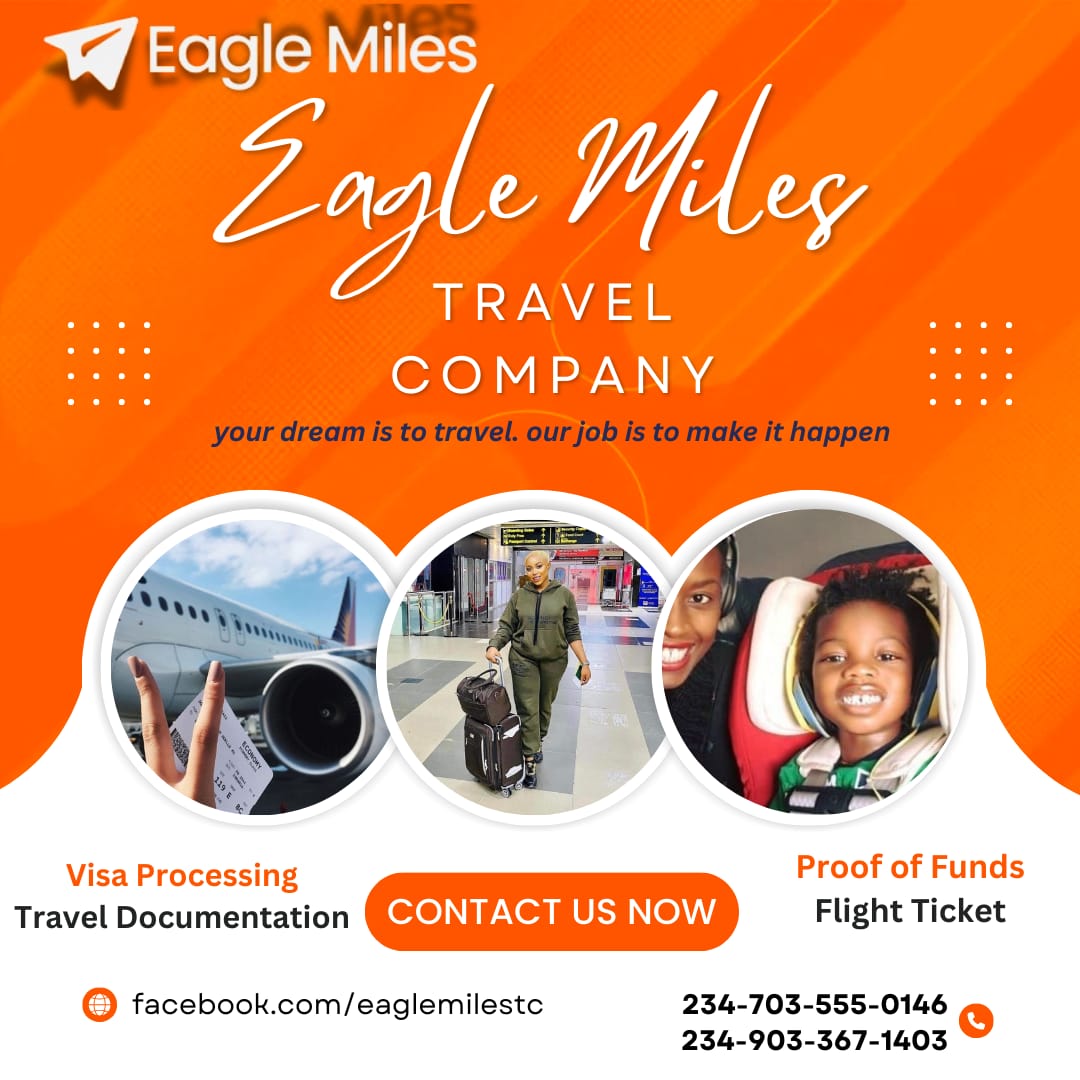 Eagle Miles
Eagle Miles
TRAVEL
COMPANY
your dream is to travel. our job is to make it happen
ECONOMY
119 E
Visa Processing
Travel Documentation
CONTACT US NOW
Proof of Funds
Flight Ticket
facebook.com/eaglemilestc
234-703-555-0146
234-903-367-1403